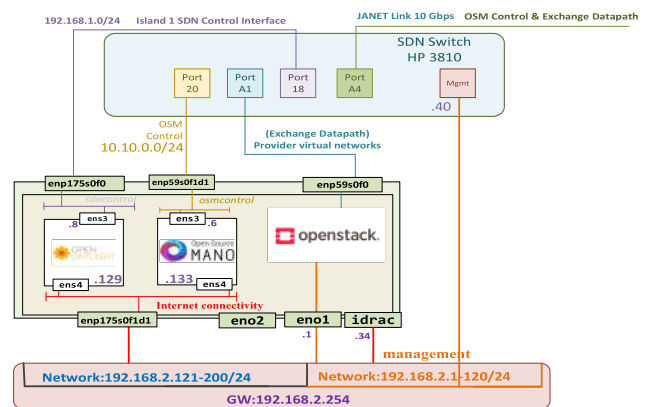 192.168.1.0/24 Island 1 SDN Control Interface
JANET Link 10 Gbps OSM Control & Exchange Datapath
SDN Switch
HP 3810
Port
20
Port
A1
Port
18
Port
A4
Mgmt
.40
OSM
Control
10.10.0.0/24
(Exchange Datapath)
Provider virtual networks
enp175s0f0
enp59s0f1d1
enp59s0f0
sdncontrol
osmcontrol
.8
ens3
ens3
.6
OPEN
DAYLIGHT
Open Source
MANO
openstack.
.129
.133
ens4
ens4
Internet connectivity
enp175s0f1d1
eno2
eno1
idrac
.1
.34
management
Network:192.168.2.121-200/24
Network:192.168.2.1-120/24
GW:192.168.2.254